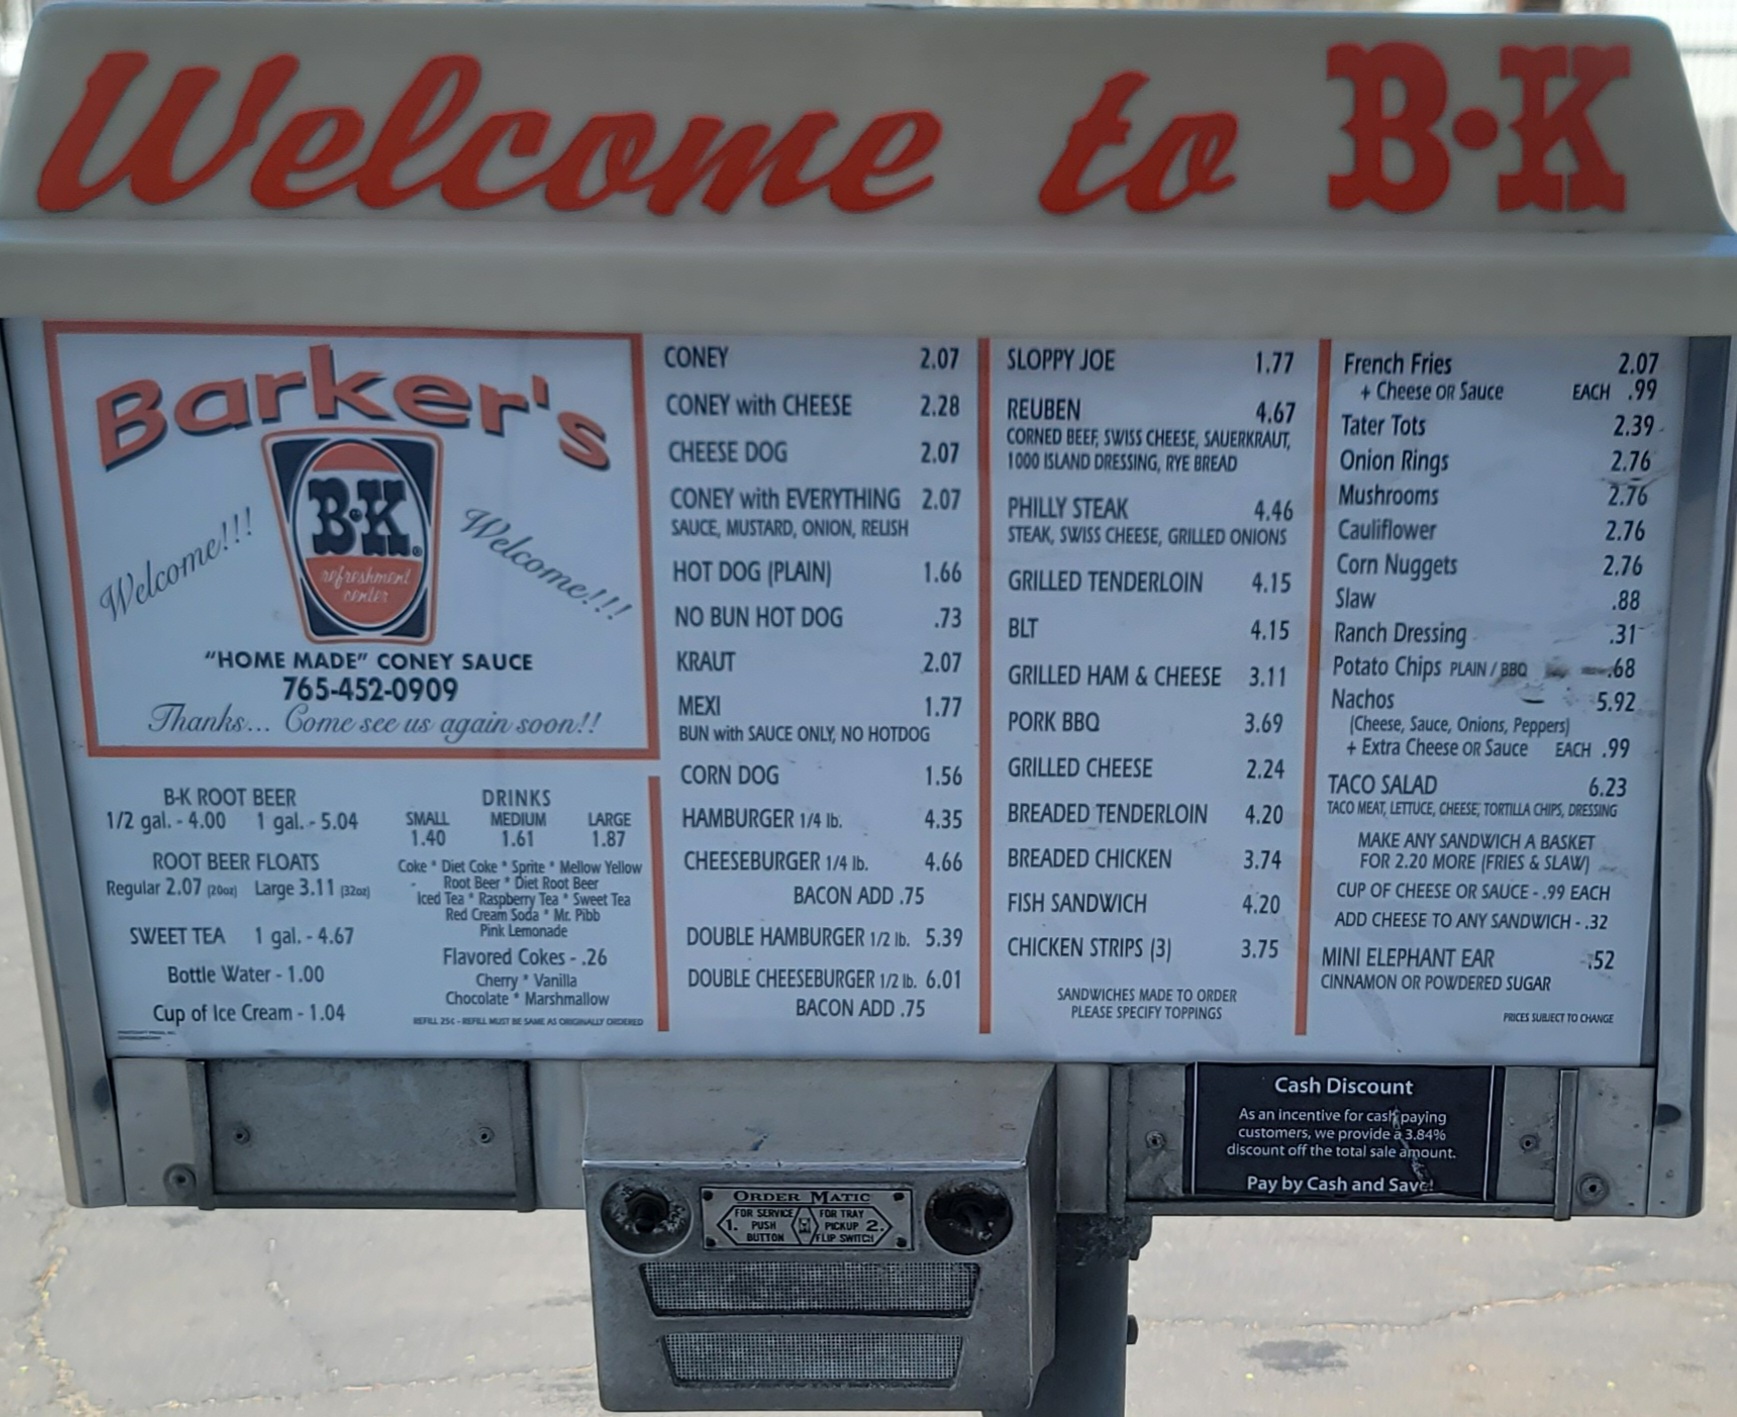 Welcome to B•K
Barker's
Welcome!!!
B•K®
refreshment
center
Welcome!!!
"HOME MADE" CONEY SAUCE
765-452-0909
Thanks... Come see us again soon!!
B-K ROOT BEER
1/2 gal. - 4.00 1 gal. - 5.04
ROOT BEER FLOATS
Regular 2.07 (20oz) Large 3.11 (32oz)
SWEET TEA 1 gal. - 4.67
Bottle Water - 1.00
Cup of Ice Cream - 1.04
DRINKS
SMALL MEDIUM LARGE
1.40 1.61 1.87
Coke * Diet Coke * Sprite * Mellow Yellow
Root Beer * Diet Root Beer
Iced Tea * Raspberry Tea * Sweet Tea
Red Cream Soda * Mr. Pibb
Pink Lemonade
Flavored Cokes - .26
Cherry * Vanilla
Chocolate * Marshmallow
REFILL 25¢ - REFILL MUST BE SAME AS ORIGINALLY ORDERED
CONEY 2.07
CONEY with CHEESE 2.28
CHEESE DOG 2.07
CONEY with EVERYTHING 2.07
SAUCE, MUSTARD, ONION, RELISH
HOT DOG (PLAIN) 1.66
NO BUN HOT DOG .73
KRAUT 2.07
MEXI 1.77
BUN with SAUCE ONLY, NO HOTDOG
CORN DOG 1.56
HAMBURGER 1/4 lb. 4.35
CHEESEBURGER 1/4 lb. 4.66
BACON ADD .75
DOUBLE HAMBURGER 1/2 lb. 5.39
DOUBLE CHEESEBURGER 1/2 lb. 6.01
BACON ADD .75
SLOPPY JOE 1.77
REUBEN 4.67
CORNED BEEF, SWISS CHEESE, SAUERKRAUT,
1000 ISLAND DRESSING, RYE BREAD
PHILLY STEAK 4.46
STEAK, SWISS CHEESE, GRILLED ONIONS
GRILLED TENDERLOIN 4.15
BLT 4.15
GRILLED HAM & CHEESE 3.11
PORK BBQ 3.69
GRILLED CHEESE 2.24
BREADED TENDERLOIN 4.20
BREADED CHICKEN 3.74
FISH SANDWICH 4.20
CHICKEN STRIPS (3) 3.75
SANDWICHES MADE TO ORDER
PLEASE SPECIFY TOPPINGS
French Fries 2.07
+ Cheese OR Sauce EACH .99
Tater Tots 2.39
Onion Rings 2.76
Mushrooms 2.76
Cauliflower 2.76
Corn Nuggets 2.76
Slaw .88
Ranch Dressing .31
Potato Chips PLAIN / BBQ .68
Nachos 5.92
(Cheese, Sauce, Onions, Peppers)
+ Extra Cheese OR Sauce EACH .99
TACO SALAD 6.23
TACO MEAT, LETTUCE, CHEESE, TORTILLA CHIPS, DRESSING
MAKE ANY SANDWICH A BASKET
FOR 2.20 MORE (FRIES & SLAW)
CUP OF CHEESE OR SAUCE - .99 EACH
ADD CHEESE TO ANY SANDWICH - .32
MINI ELEPHANT EAR .52
CINNAMON OR POWDERED SUGAR
PRICES SUBJECT TO CHANGE
Cash Discount
As an incentive for cash paying
customers, we provide a 3.84%
discount off the total sale amount.
Pay by Cash and Save!
ORDER MATIC
FOR SERVICE FOR TRAY
1. PUSH PICKUP 2.
BUTTON FLIP SWITCH